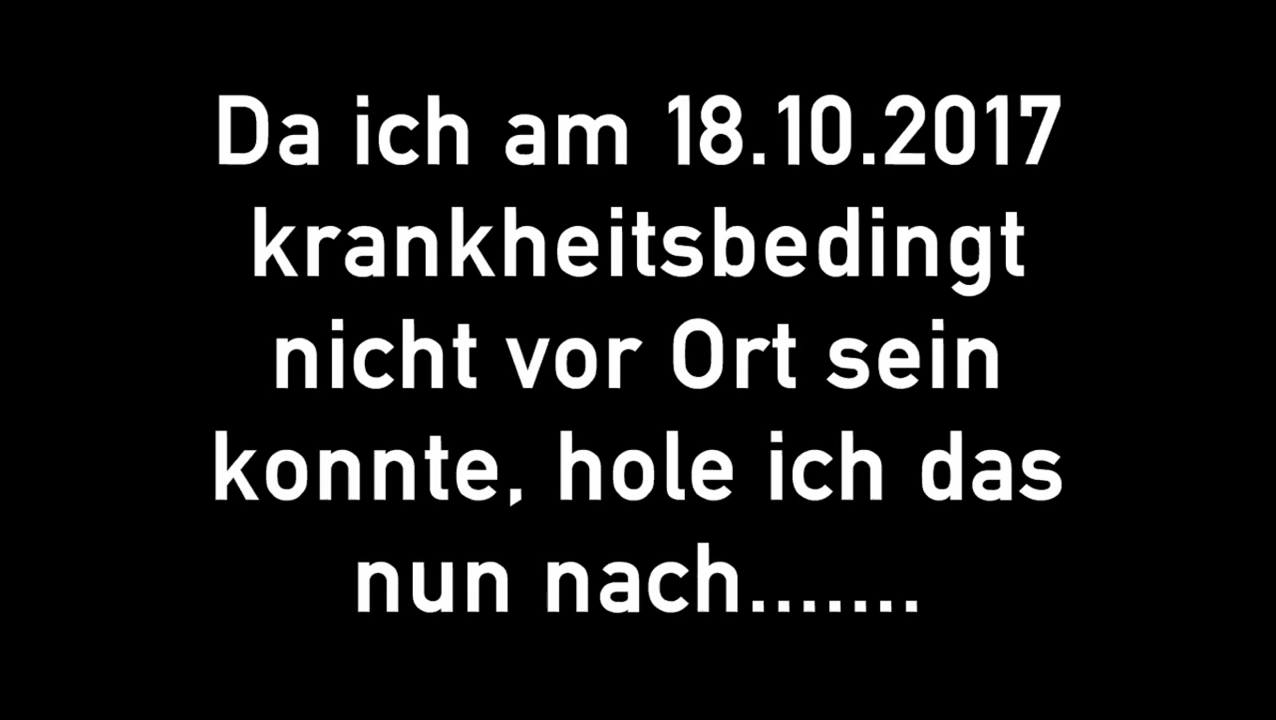 Da ich am 18.10.2017
krankheitsbedingt
nicht vor Ort sein
konnte, hole ich das
nun nach.......